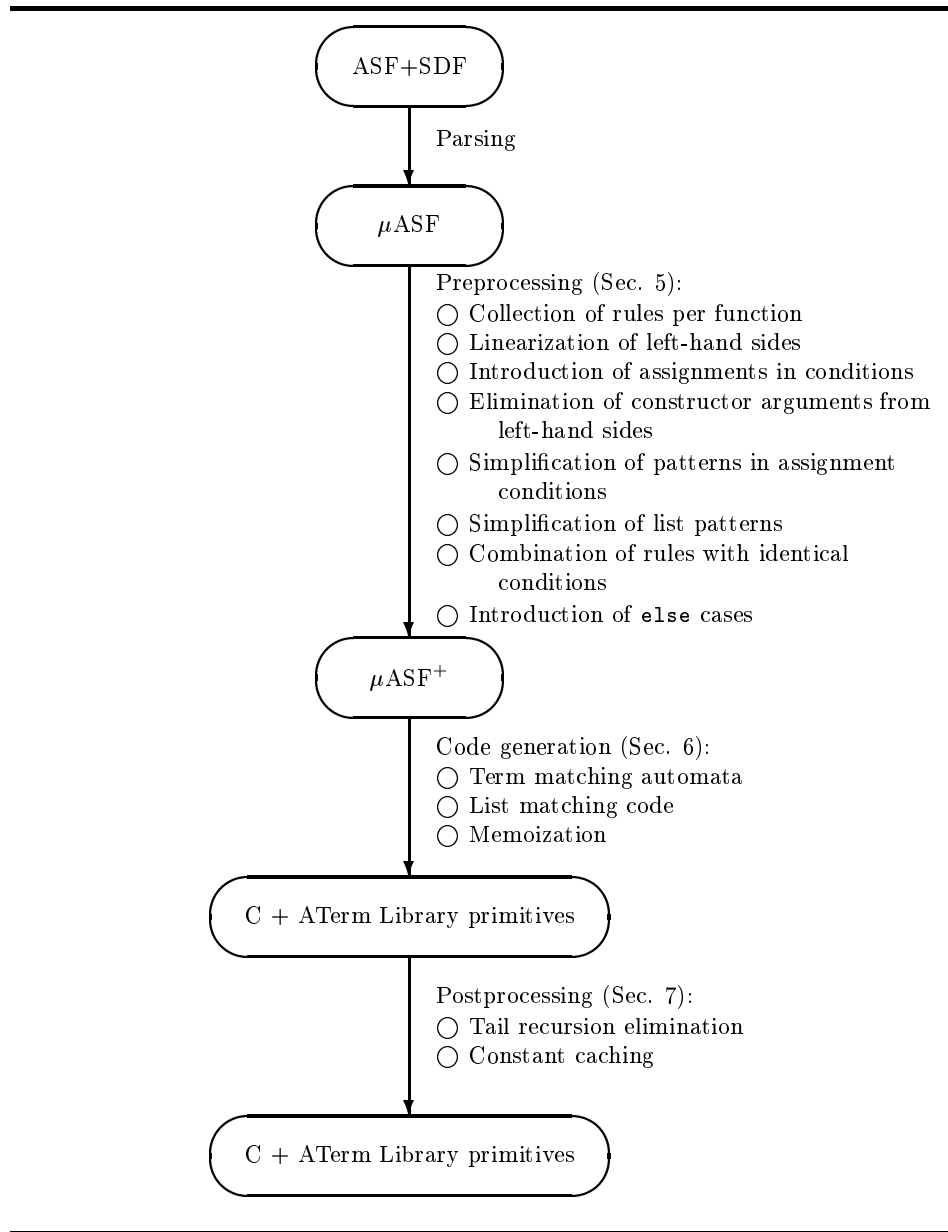 ASF+SDF
Parsing
μASF
Preprocessing (Sec. 5):
○ Collection of rules per function
○ Linearization of left-hand sides
○ Introduction of assignments in conditions
○ Elimination of constructor arguments from
left-hand sides
○ Simplification of patterns in assignment
conditions
○ Simplification of list patterns
○ Combination of rules with identical
conditions
○ Introduction of else cases
μASF⁺
Code generation (Sec. 6):
○ Term matching automata
○ List matching code
○ Memoization
C + ATerm Library primitives
Postprocessing (Sec. 7):
○ Tail recursion elimination
○ Constant caching
C + ATerm Library primitives